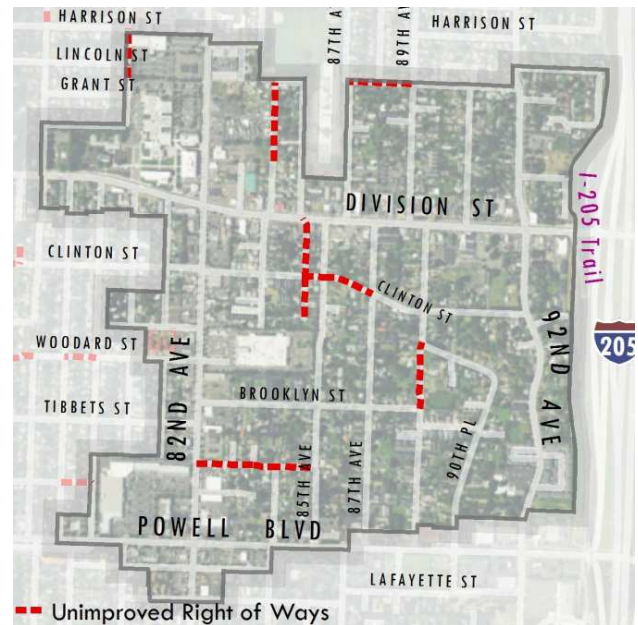 HARRISON ST
87TH AVE
89TH AVE
HARRISON ST
LINCOLN ST
GRANT ST
DIVISION ST
I-205 Trail
CLINTON ST
CLINTON ST
92ND AVE
205
WOODARD ST
82ND AVE
BROOKLYN ST
TIBBETS ST
85TH AVE
87TH AVE
90TH PL
POWELL BLVD
LAFAYETTE ST
Unimproved Right of Ways